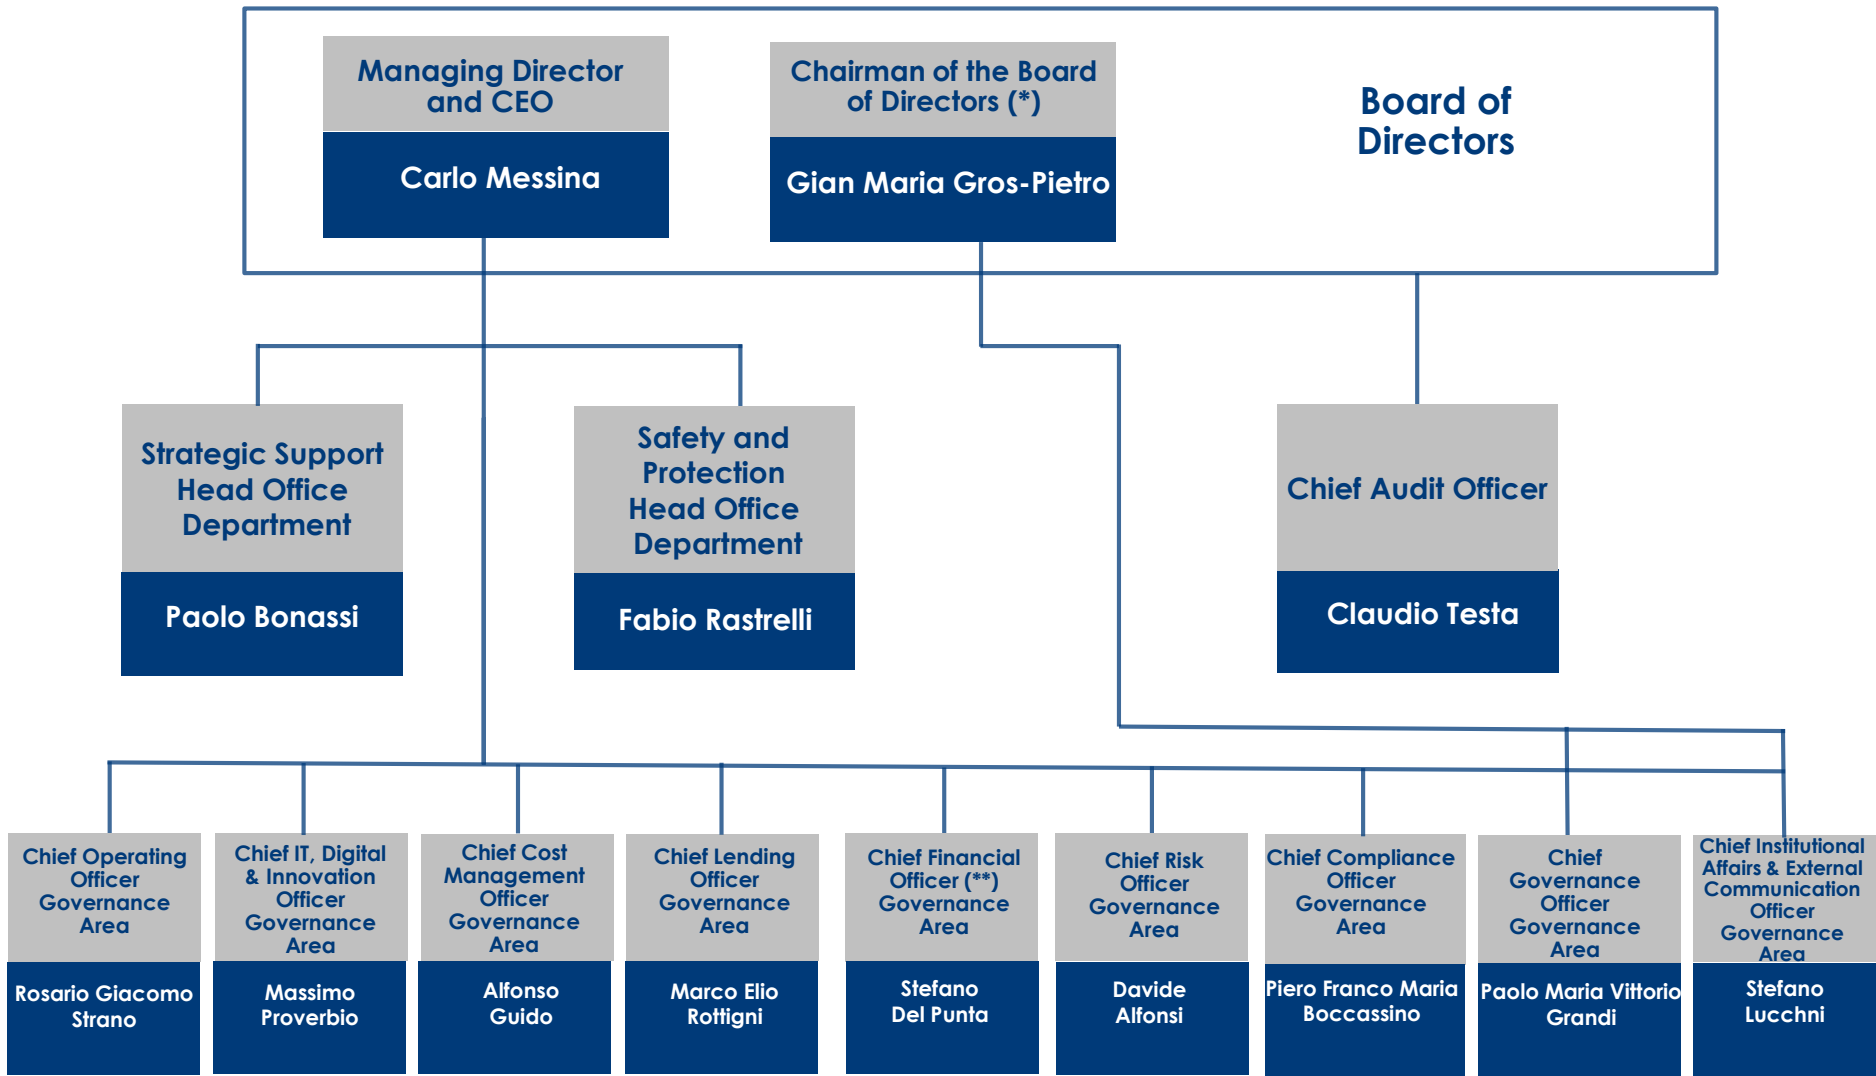 Managing Director
and CEO
Carlo Messina
Chairman of the Board
of Directors (*)
Gian Maria Gros-Pietro
Board of
Directors
Strategic Support
Head Office
Department
Paolo Bonassi
Safety and
Protection
Head Office
Department
Fabio Rastrelli
Chief Audit Officer
Claudio Testa
Chief Operating
Officer
Governance
Area
Rosario Giacomo
Strano
Chief IT, Digital
& Innovation
Officer
Governance
Area
Massimo
Proverbio
Chief Cost
Management
Officer
Governance
Area
Alfonso
Guido
Chief Lending
Officer
Governance
Area
Marco Elio
Rottigni
Chief Financial
Officer (**)
Governance
Area
Stefano
Del Punta
Chief Risk
Officer
Governance
Area
Davide
Alfonsi
Chief Compliance
Officer
Governance
Area
Piero Franco Maria
Boccassino
Chief
Governance
Officer
Governance
Area
Paolo Maria Vittorio
Grandi
Chief Institutional
Affairs & External
Communication
Officer
Governance
Area
Stefano
Lucchni